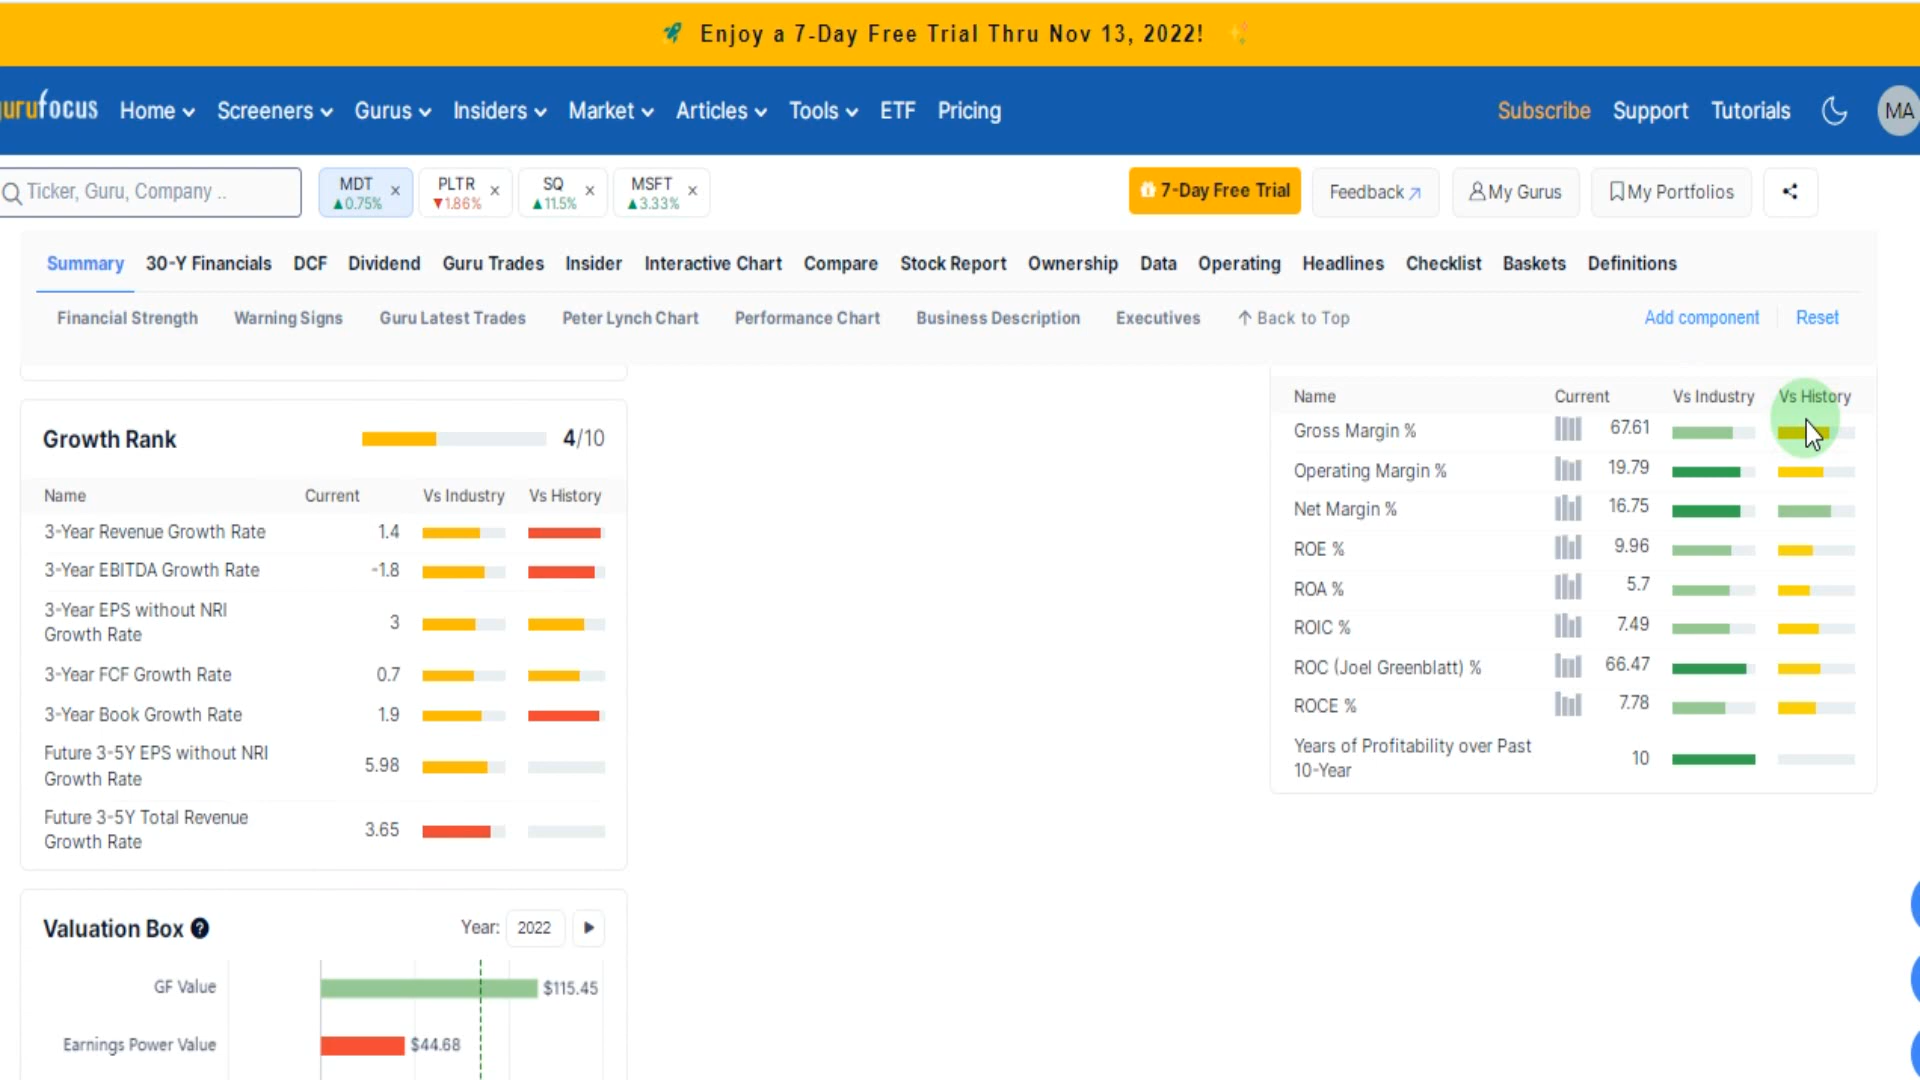 Enjoy a 7-Day Free Trial Thru Nov 13, 2022!
gurufocus Home Screeners Gurus Insiders Market Articles Tools ETF Pricing Subscribe Support Tutorials MA
Ticker, Guru, Company .. MDT × PLTR × SQ × MSFT × 7-Day Free Trial Feedback ↗ My Gurus My Portfolios
▲0.75% ▼1.86% ▲11.5% ▲3.33%
Summary 30-Y Financials DCF Dividend Guru Trades Insider Interactive Chart Compare Stock Report Ownership Data Operating Headlines Checklist Baskets Definitions
Financial Strength Warning Signs Guru Latest Trades Peter Lynch Chart Performance Chart Business Description Executives ↑ Back to Top Add component Reset
Growth Rank 4/10
Name Current Vs Industry Vs History
3-Year Revenue Growth Rate 1.4
3-Year EBITDA Growth Rate -1.8
3-Year EPS without NRI
Growth Rate 3
3-Year FCF Growth Rate 0.7
3-Year Book Growth Rate 1.9
Future 3-5Y EPS without NRI
Growth Rate 5.98
Future 3-5Y Total Revenue
Growth Rate 3.65
Valuation Box ? Year: 2022
GF Value $115.45
Earnings Power Value $44.68
Name Current Vs Industry Vs History
Gross Margin % 67.61
Operating Margin % 19.79
Net Margin % 16.75
ROE % 9.96
ROA % 5.7
ROIC % 7.49
ROC (Joel Greenblatt) % 66.47
ROCE % 7.78
Years of Profitability over Past
10-Year 10